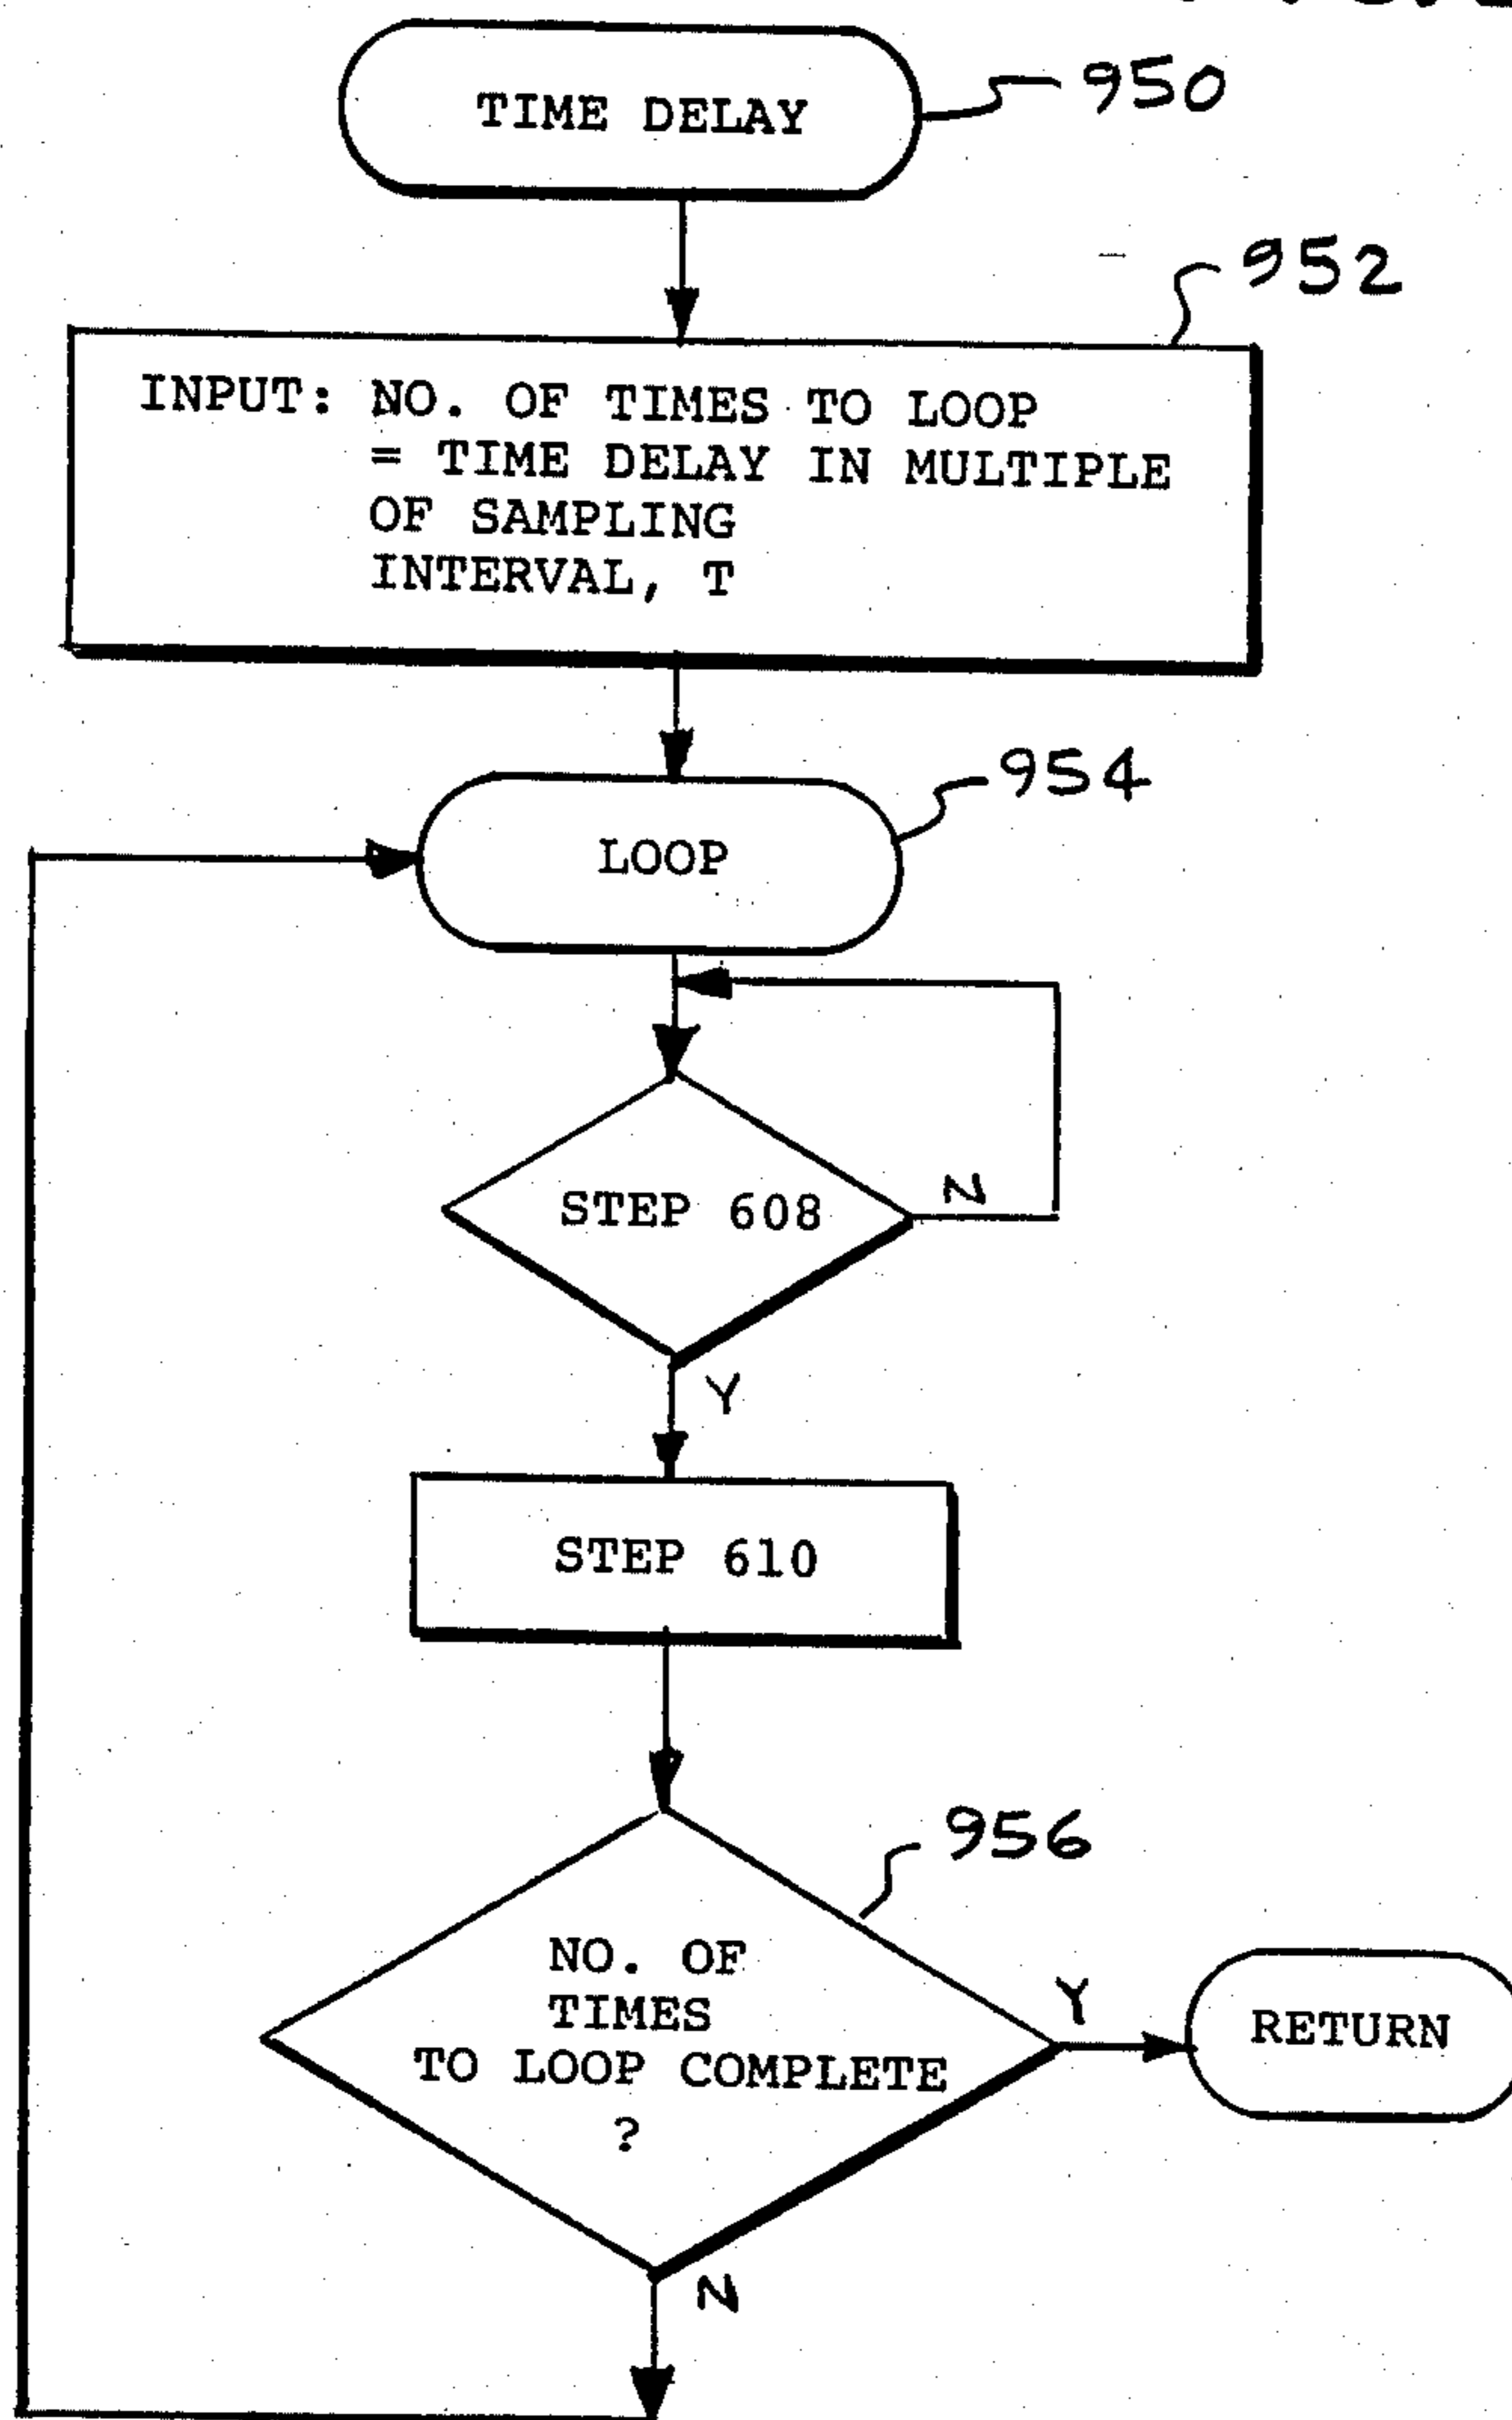 TIME DELAY
950
952
INPUT: NO. OF TIMES TO LOOP
= TIME DELAY IN MULTIPLE
OF SAMPLING
INTERVAL, T
954
LOOP
STEP 608
N
Y
STEP 610
956
NO. OF
TIMES
TO LOOP COMPLETE
?
Y
RETURN
N